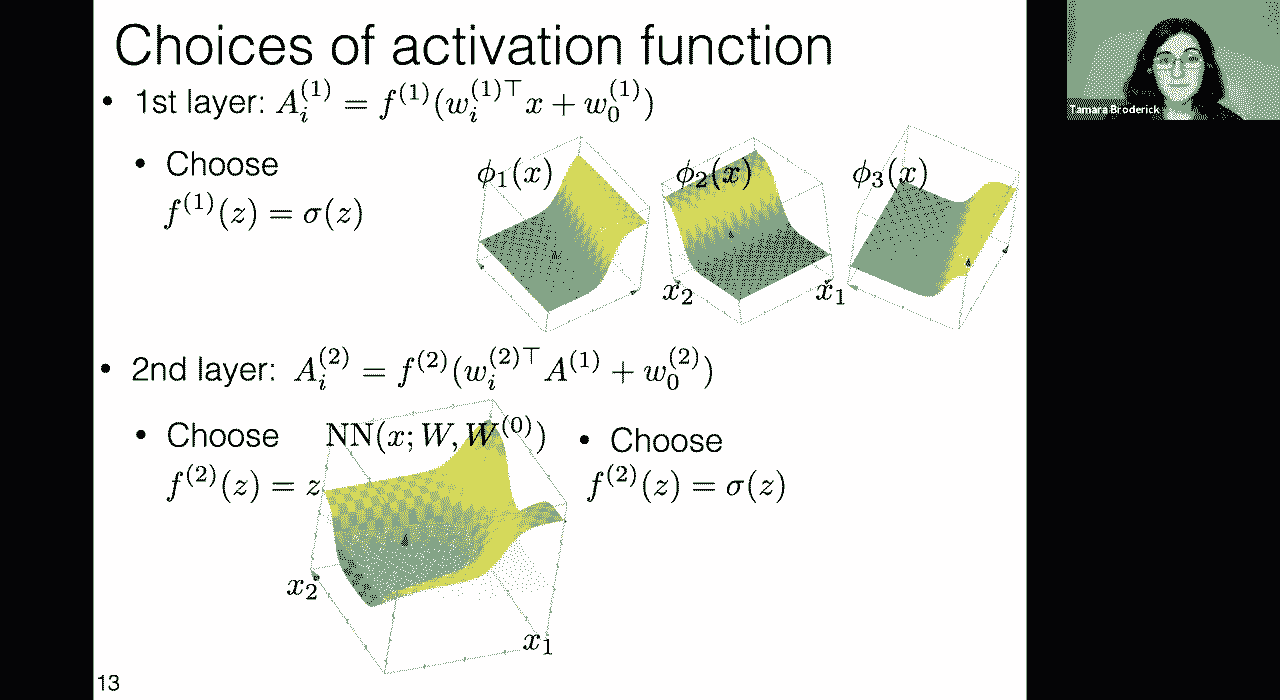 Choices of activation function
• 1st layer: $A_i^{(1)} = f^{(1)}(w_i^{(1)\top} x + w_0^{(1)})$
• Choose
$f^{(1)}(z) = \sigma(z)$
$\phi_1(x)$ $\phi_2(x)$ $\phi_3(x)$
$x_2$ $x_1$
• 2nd layer: $A_i^{(2)} = f^{(2)}(w_i^{(2)\top} A^{(1)} + w_0^{(2)})$
• Choose
$f^{(2)}(z) = z$
$\mathrm{NN}(x; W, W^{(0)})$
$x_2$
$x_1$
• Choose
$f^{(2)}(z) = \sigma(z)$
13
Tamara Broderick